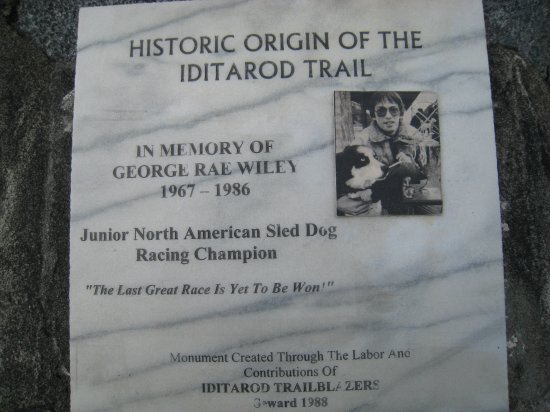 HISTORIC ORIGIN OF THE
IDITAROD TRAIL
IN MEMORY OF
GEORGE RAE WILEY
1967 – 1986
Junior North American Sled Dog
Racing Champion
"The Last Great Race Is Yet To Be Won!"
Monument Created Through The Labor And
Contributions Of
IDITAROD TRAILBLAZERS
Seward 1988